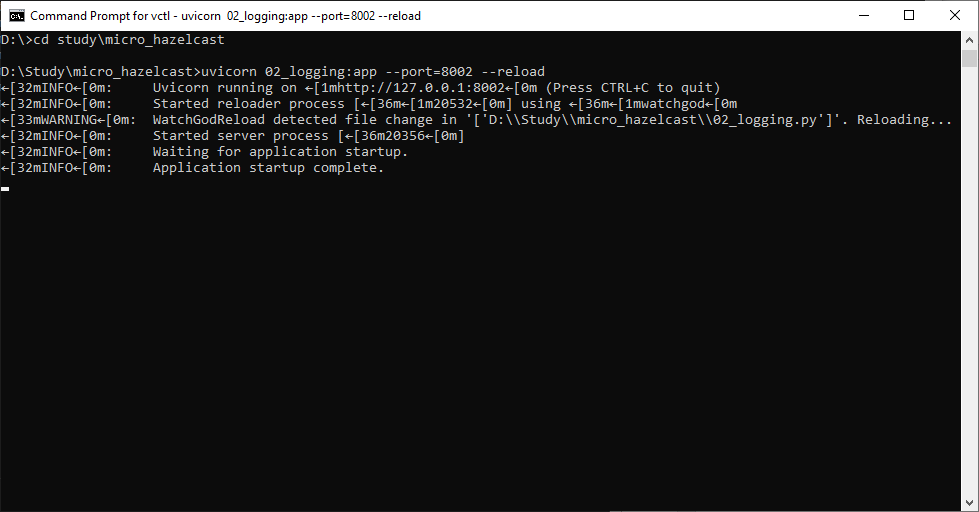 Command Prompt for vctl - uvicorn  02_logging:app --port=8002 --reload
D:\>cd study\micro_hazelcast
D:\Study\micro_hazelcast>uvicorn 02_logging:app --port=8002 --reload
←[32mINFO←[0m:     Uvicorn running on ←[1mhttp://127.0.0.1:8002←[0m (Press CTRL+C to quit)
←[32mINFO←[0m:     Started reloader process [←[36m←[1m20532←[0m] using ←[36m←[1mwatchgod←[0m
←[33mWARNING←[0m:  WatchGodReload detected file change in '['D:\\Study\\micro_hazelcast\\02_logging.py']'. Reloading...
←[32mINFO←[0m:     Started server process [←[36m20356←[0m]
←[32mINFO←[0m:     Waiting for application startup.
←[32mINFO←[0m:     Application startup complete.